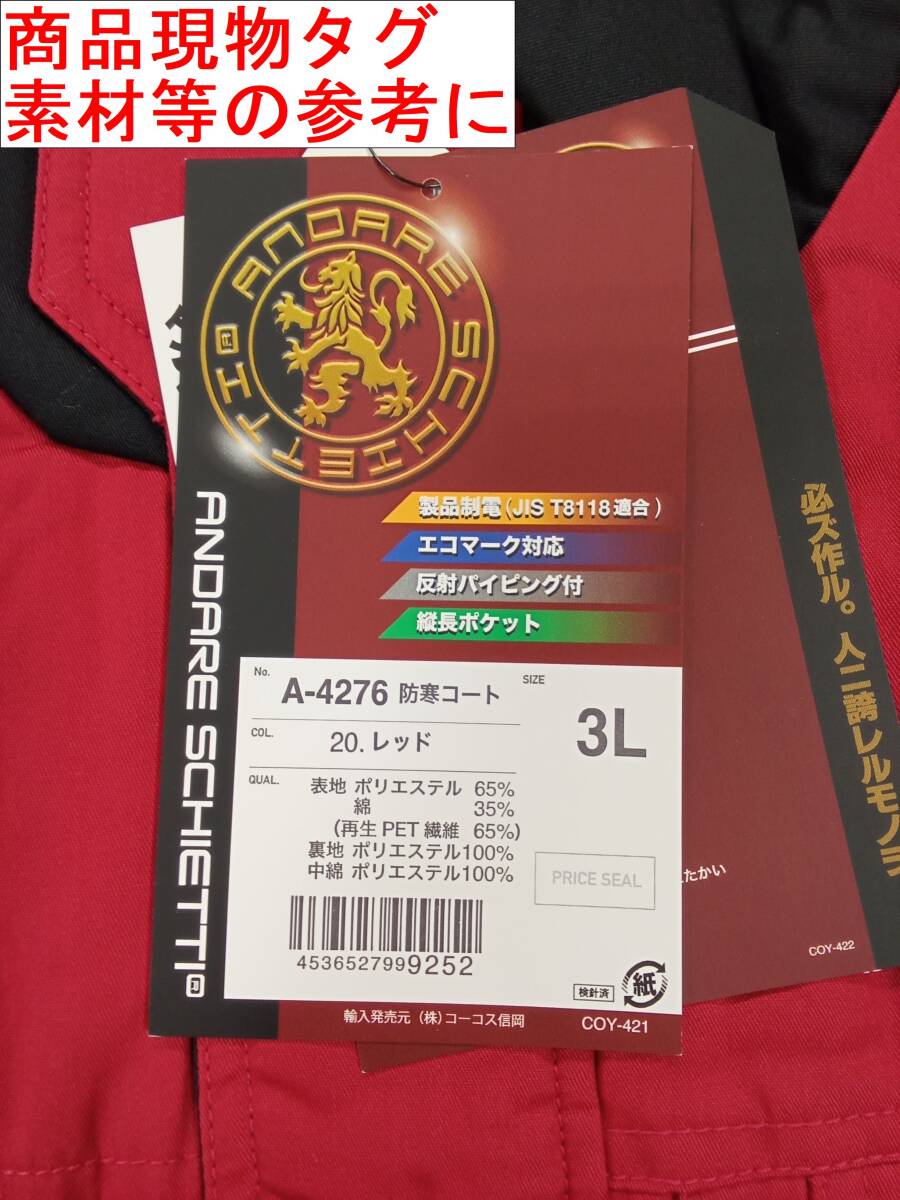 商品現物タグ
素材等の参考に
ANDARE SCHIETTI
ANDARE SCHIETTI
製品制電(JIS T8118適合)
エコマーク対応
反射パイピング付
縦長ポケット
No. A-4276 防寒コート
SIZE
3L
COL. 20.レッド
QUAL. 表地 ポリエステル 65%
綿 35%
(再生PET繊維 65%)
裏地 ポリエステル100%
中綿 ポリエステル100%
PRICE SEAL
4536527999252
検針済
紙
輸入発売元 (株)コーコス信岡
COY-421
必ズ作ル。人ニ誇レルモノヲ
たかい
COY-422